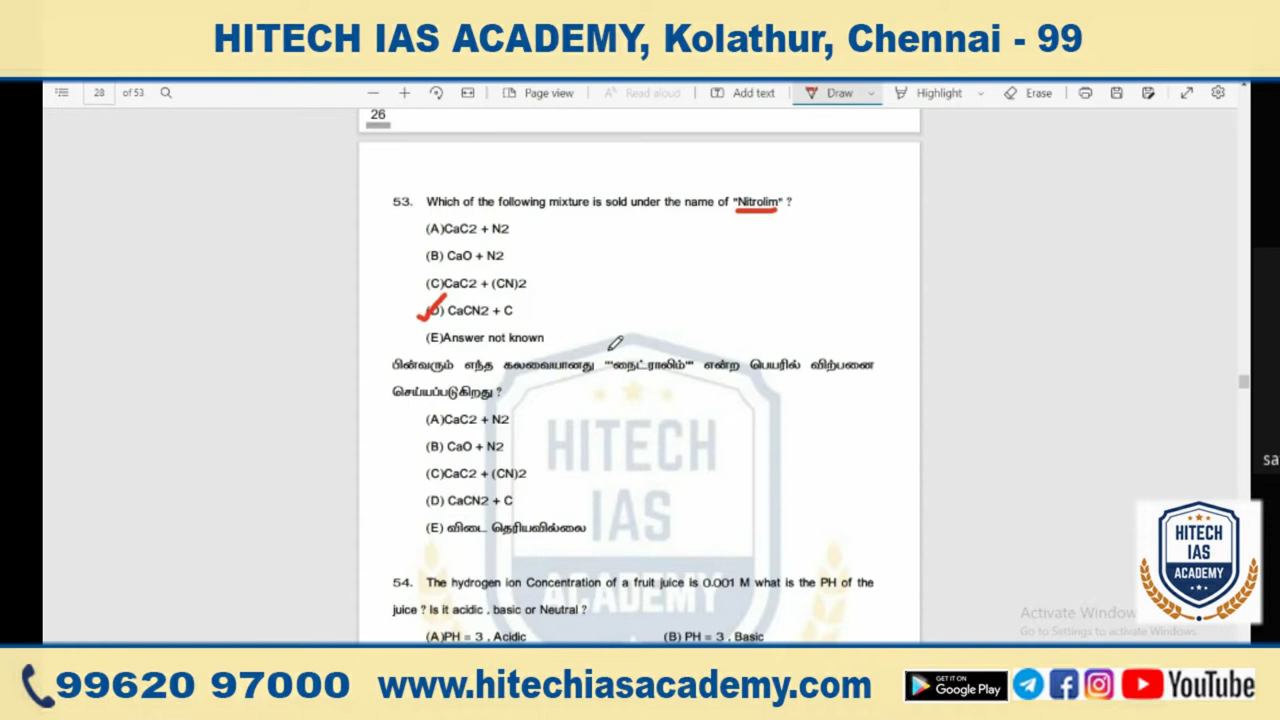 HITECH IAS ACADEMY, Kolathur, Chennai - 99
28 of 53 Page view Read aloud Add text Draw Highlight Erase
26
53. Which of the following mixture is sold under the name of "Nitrolim" ?
(A)CaC2 + N2
(B) CaO + N2
(C)CaC2 + (CN)2
(D) CaCN2 + C
(E)Answer not known
பின்வரும் எந்த கலவையானது ""நைட்ராலிம்"" என்ற பெயரில் விற்பனை
செய்யப்படுகிறது ?
(A)CaC2 + N2
(B) CaO + N2
(C)CaC2 + (CN)2
(D) CaCN2 + C
(E) விடை தெரியவில்லை
HITECH
IAS
ACADEMY
54. The hydrogen ion Concentration of a fruit juice is 0.001 M what is the PH of the
juice ? Is it acidic , basic or Neutral ?
(A)PH = 3 , Acidic (B) PH = 3 , Basic
sa
HITECH
IAS
ACADEMY
Activate Window
Go to Settings to activate Windows.
99620 97000 www.hitechiasacademy.com GET IT ON Google Play YouTube